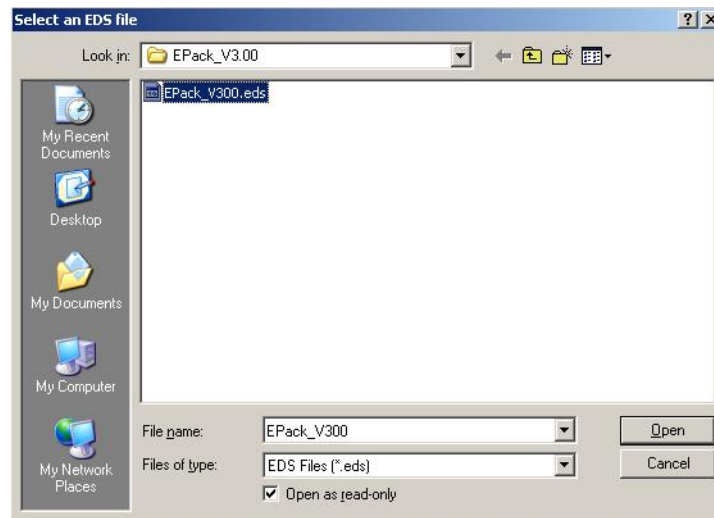 Select an EDS file
Look in: EPack_V3.00
EPack_V300.eds
My Recent
Documents
Desktop
My Documents
My Computer
My Network
Places
File name: EPack_V300 Open
Files of type: EDS Files (*.eds) Cancel
Open as read-only